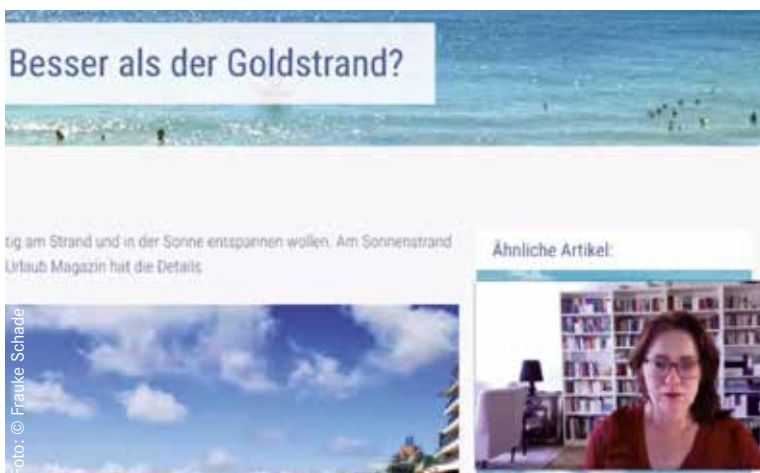 Besser als der Goldstrand?
tig am Strand und in der Sonne entspannen wollen. Am Sonnenstrand
Urlaub Magazin hat die Details
Ähnliche Artikel:
oto: © Frauke Schade